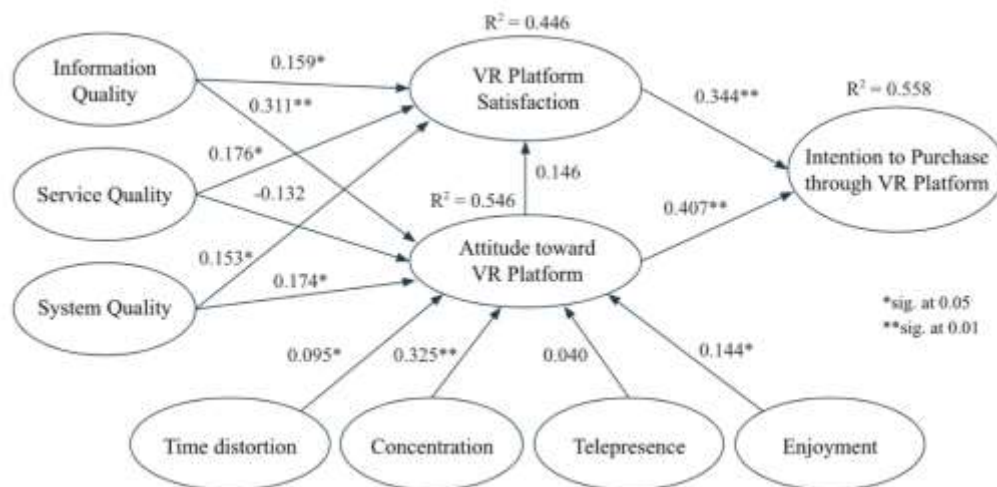 R² = 0.446
Information
Quality
0.159*
VR Platform
Satisfaction
R² = 0.558
0.311**
0.344**
0.176*
Intention to Purchase
through VR Platform
Service Quality
-0.132
0.146
R² = 0.546
0.407**
Attitude toward
VR Platform
0.153*
0.174*
System Quality
*sig. at 0.05
**sig. at 0.01
0.095*
0.325**
0.040
0.144*
Time distortion
Concentration
Telepresence
Enjoyment